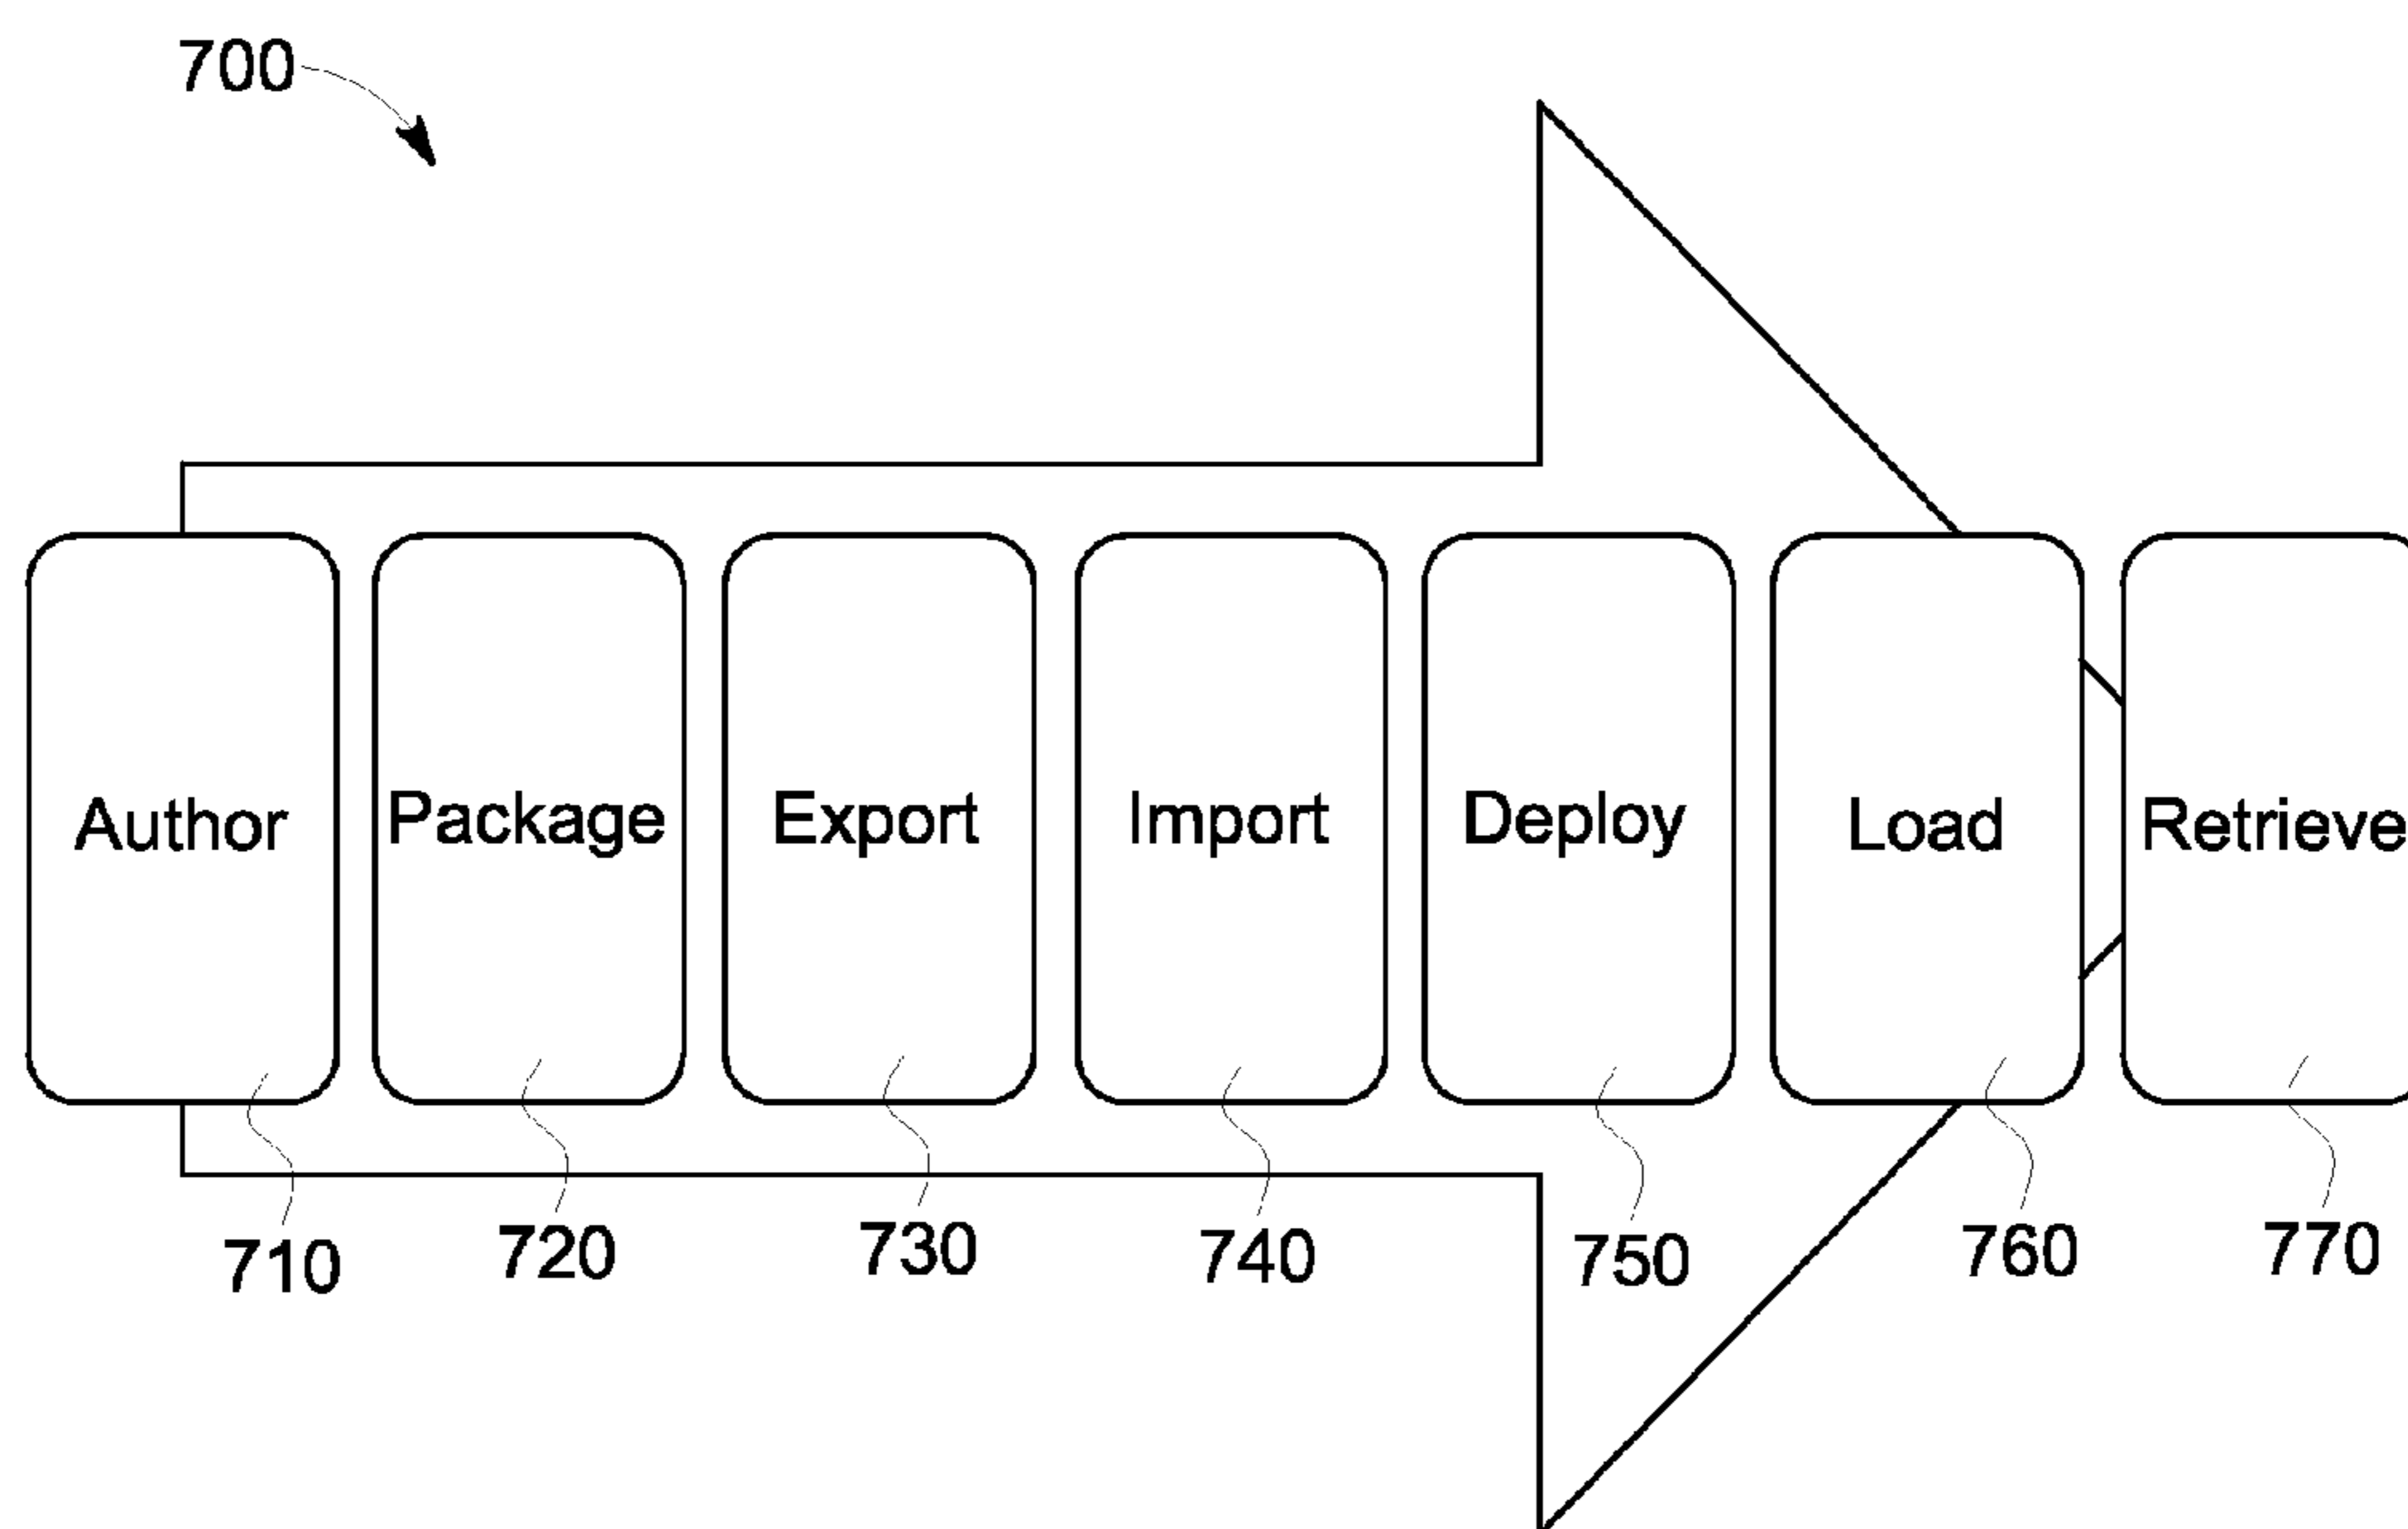 700
Author
Package
Export
Import
Deploy
Load
Retrieve
710
720
730
740
750
760
770